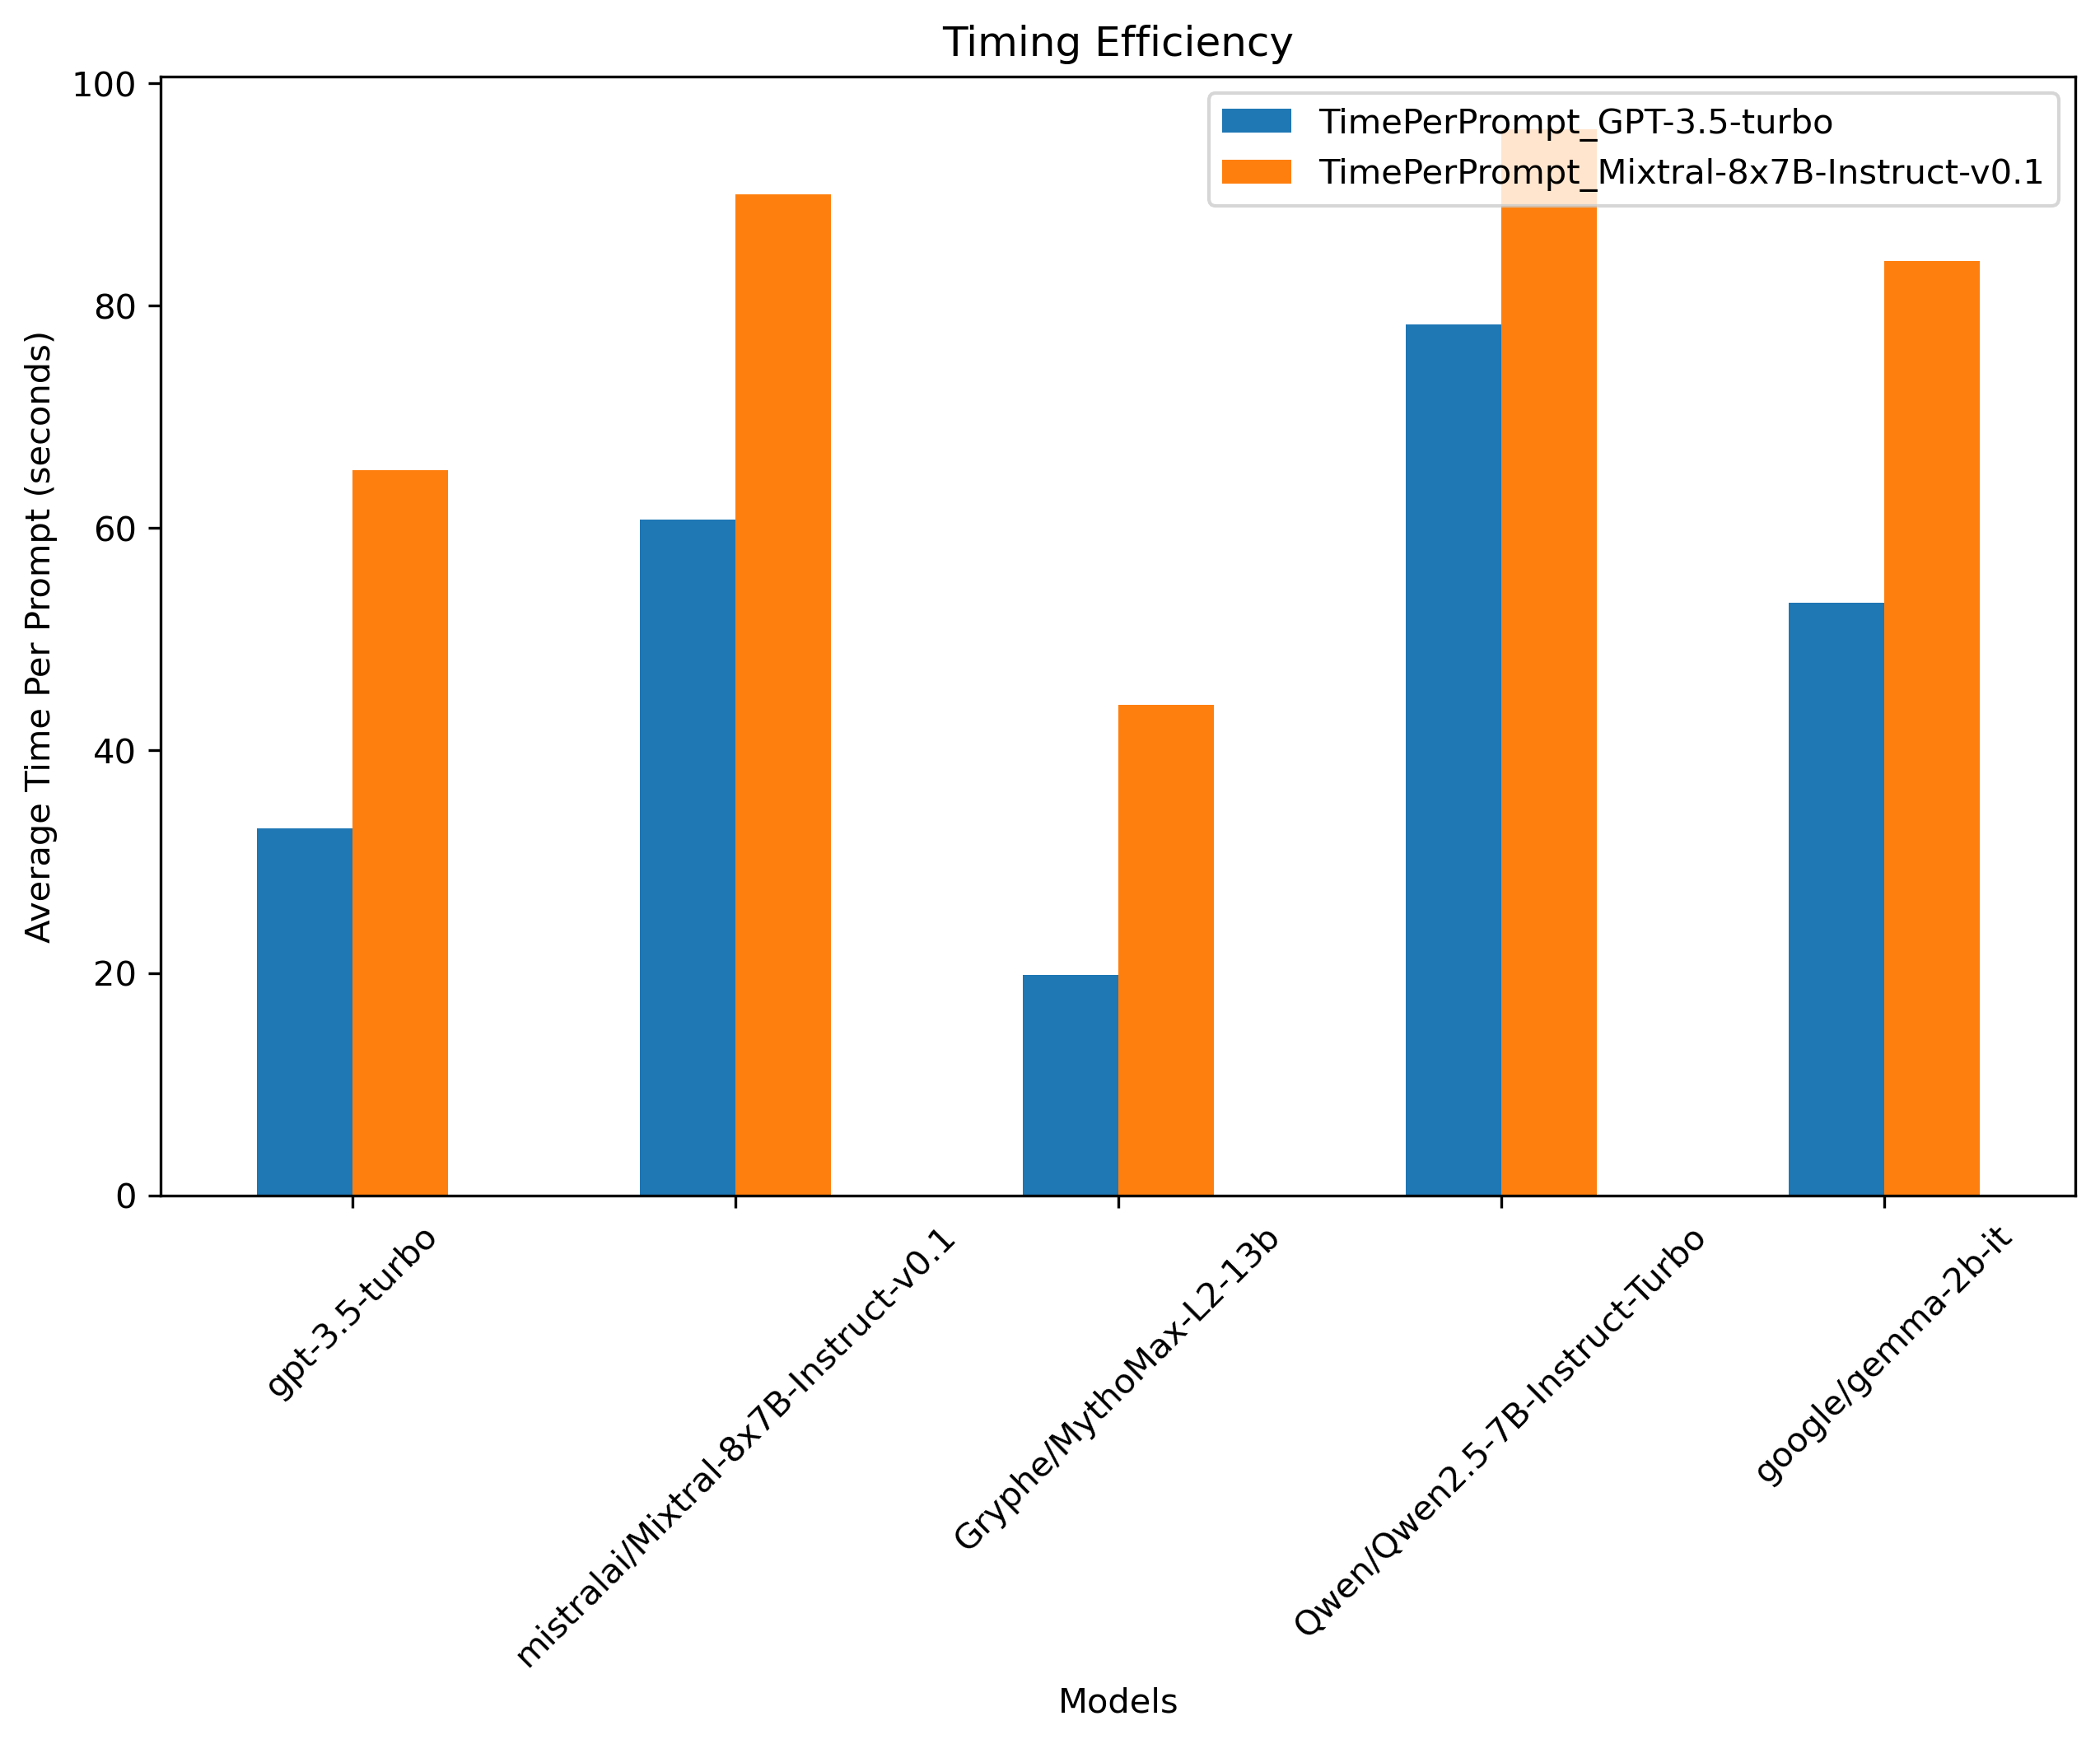 Timing Efficiency
TimePerPrompt_GPT-3.5-turbo
TimePerPrompt_Mixtral-8x7B-Instruct-v0.1
Average Time Per Prompt (seconds)
100
80
60
40
20
0
gpt-3.5-turbo
mistralai/Mixtral-8x7B-Instruct-v0.1
Gryphe/MythoMax-L2-13b
Qwen/Qwen2.5-7B-Instruct-Turbo
google/gemma-2b-it
Models